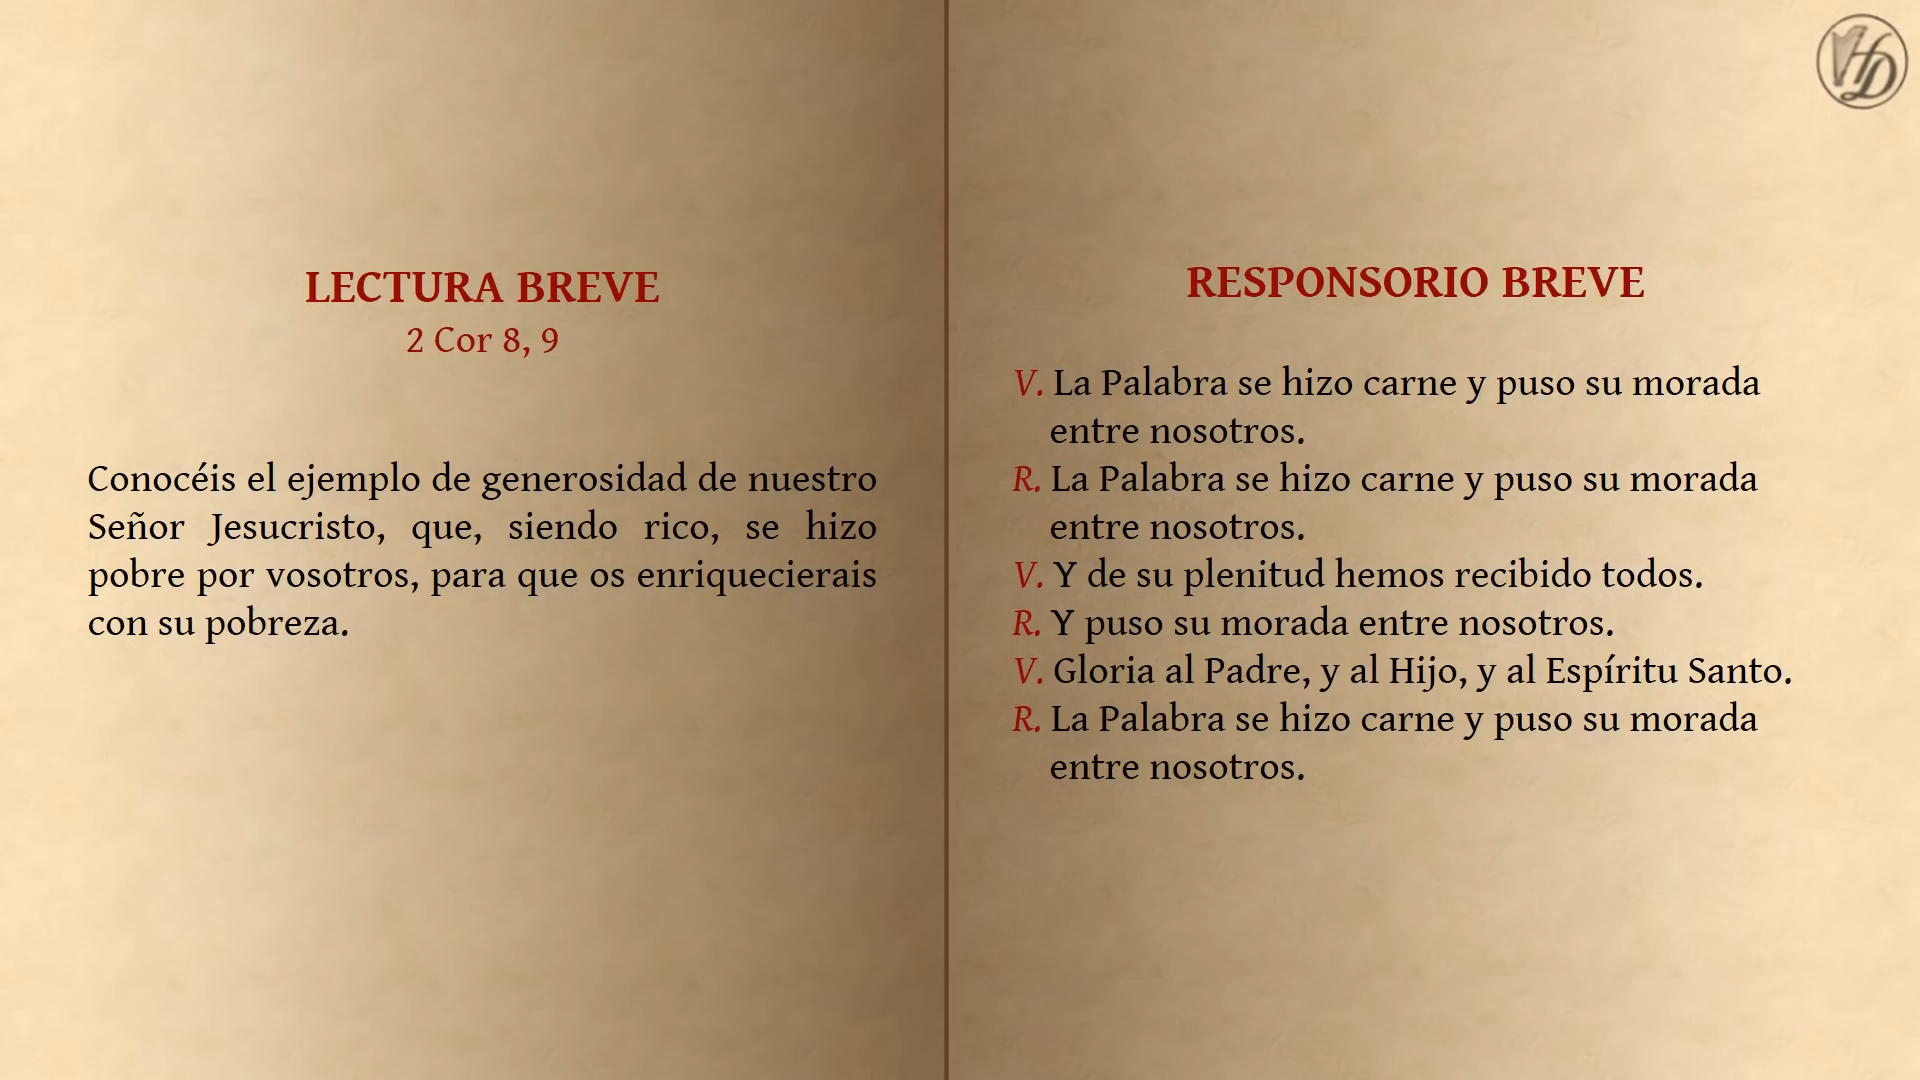 LECTURA BREVE
2 Cor 8, 9
Conocéis el ejemplo de generosidad de nuestro
Señor Jesucristo, que, siendo rico, se hizo
pobre por vosotros, para que os enriquecierais
con su pobreza.
HD
RESPONSORIO BREVE
V. La Palabra se hizo carne y puso su morada
entre nosotros.
R. La Palabra se hizo carne y puso su morada
entre nosotros.
V. Y de su plenitud hemos recibido todos.
R. Y puso su morada entre nosotros.
V. Gloria al Padre, y al Hijo, y al Espíritu Santo.
R. La Palabra se hizo carne y puso su morada
entre nosotros.